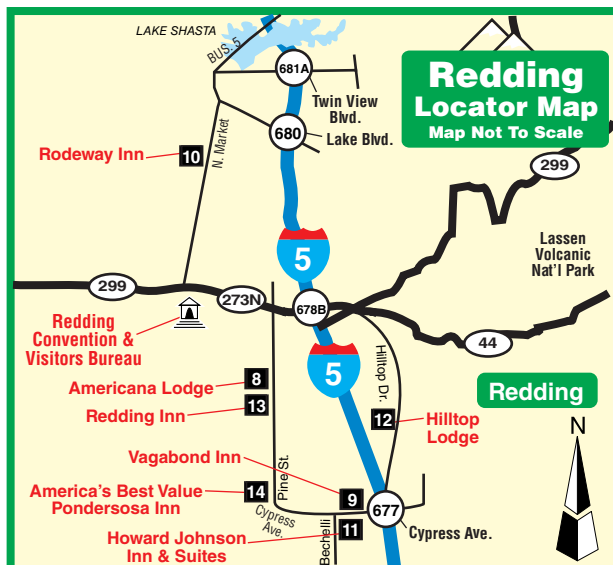 LAKE SHASTA
BUS. 5
Redding
Locator Map
Map Not To Scale
681A
Twin View
Blvd.
680
Lake Blvd.
N. Market
Rodeway Inn
10
299
5
Lassen
Volcanic
Nat'l Park
299
273N
678B
44
Redding
Convention &
Visitors Bureau
Hilltop Dr.
5
Americana Lodge
8
Redding Inn
13
Redding
12
Hilltop
Lodge
N
Vagabond Inn
Pine St.
America's Best Value
Pondersosa Inn
14
9
677
Cypress
Ave.
Cypress Ave.
Howard Johnson
Inn & Suites
Bechelli
11